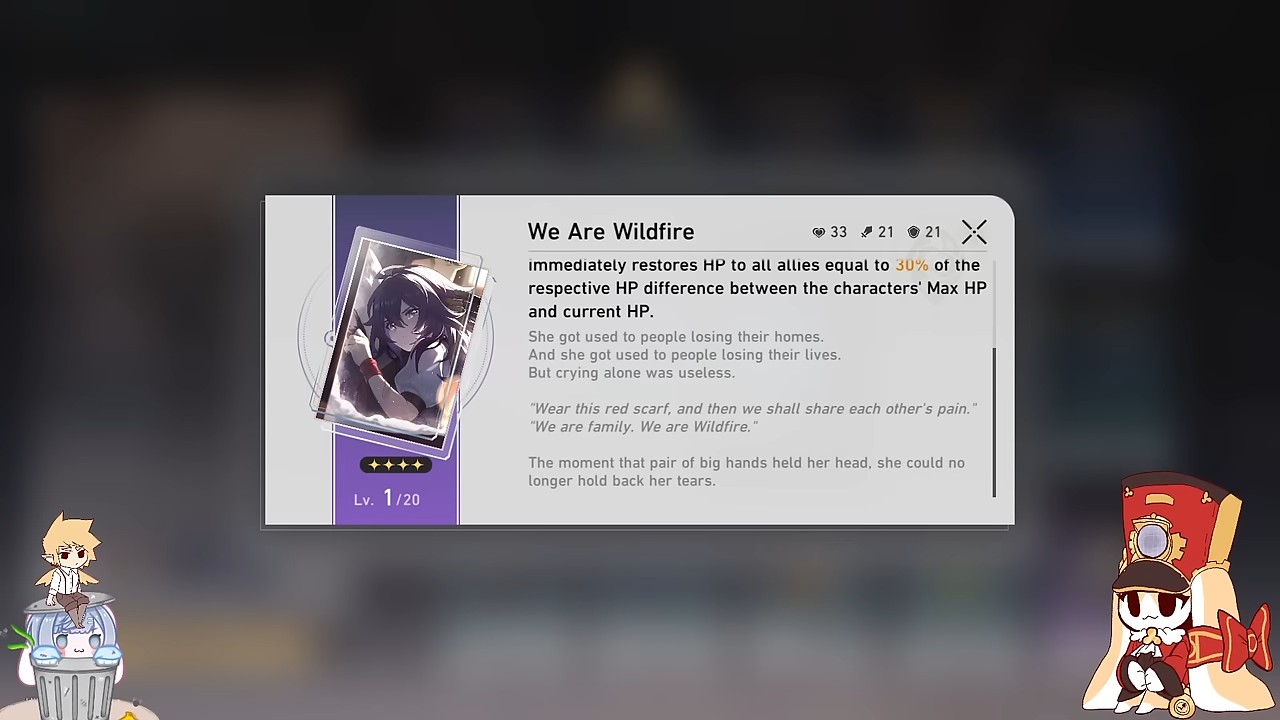 We Are Wildfire
33 21 21
immediately restores HP to all allies equal to 30% of the
respective HP difference between the characters' Max HP
and current HP.
She got used to people losing their homes.
And she got used to people losing their lives.
But crying alone was useless.
"Wear this red scarf, and then we shall share each other's pain."
"We are family. We are Wildfire."
The moment that pair of big hands held her head, she could no
longer hold back her tears.
Lv. 1/20